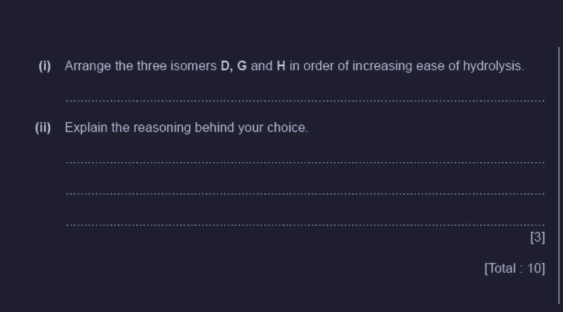 (i) Arrange the three isomers D, G and H in order of increasing ease of hydrolysis.
(ii) Explain the reasoning behind your choice.
[3]
[Total : 10]